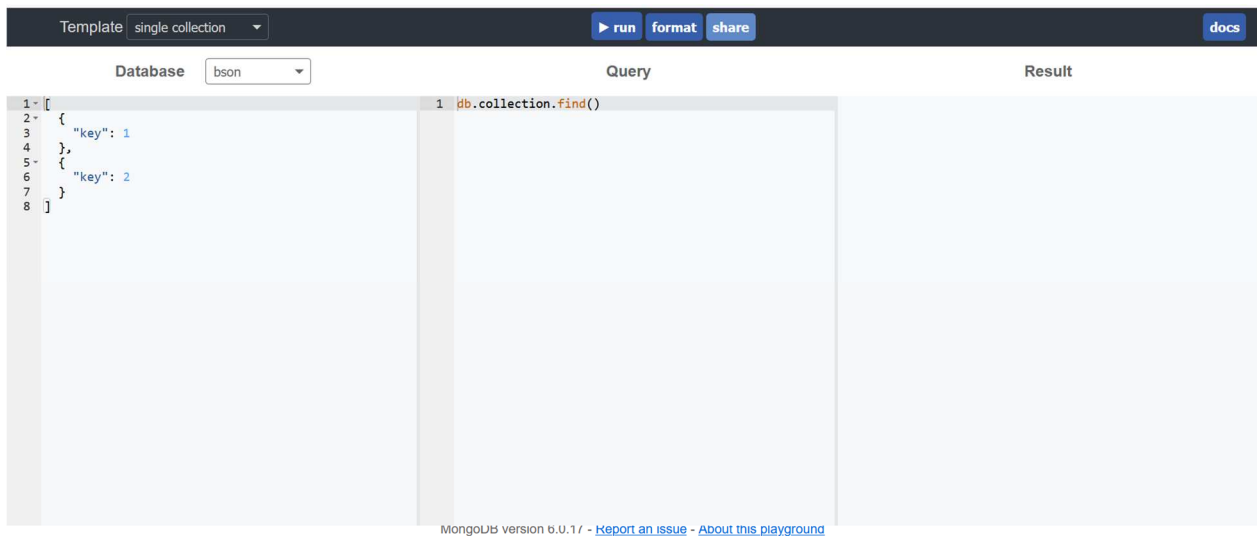 Template single collection ▶ run format share docs
Database bson Query Result
1 [
2 {
3 "key": 1
4 },
5 {
6 "key": 2
7 }
8 ]
1 db.collection.find()
MongoDB version 6.0.17 - Report an issue - About this playground